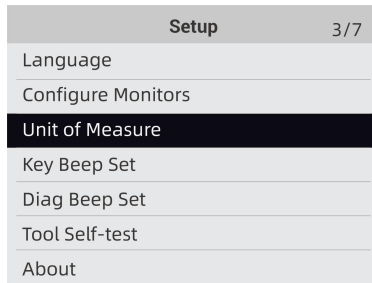 Setup 3/7
Language
Configure Monitors
Unit of Measure
Key Beep Set
Diag Beep Set
Tool Self-test
About